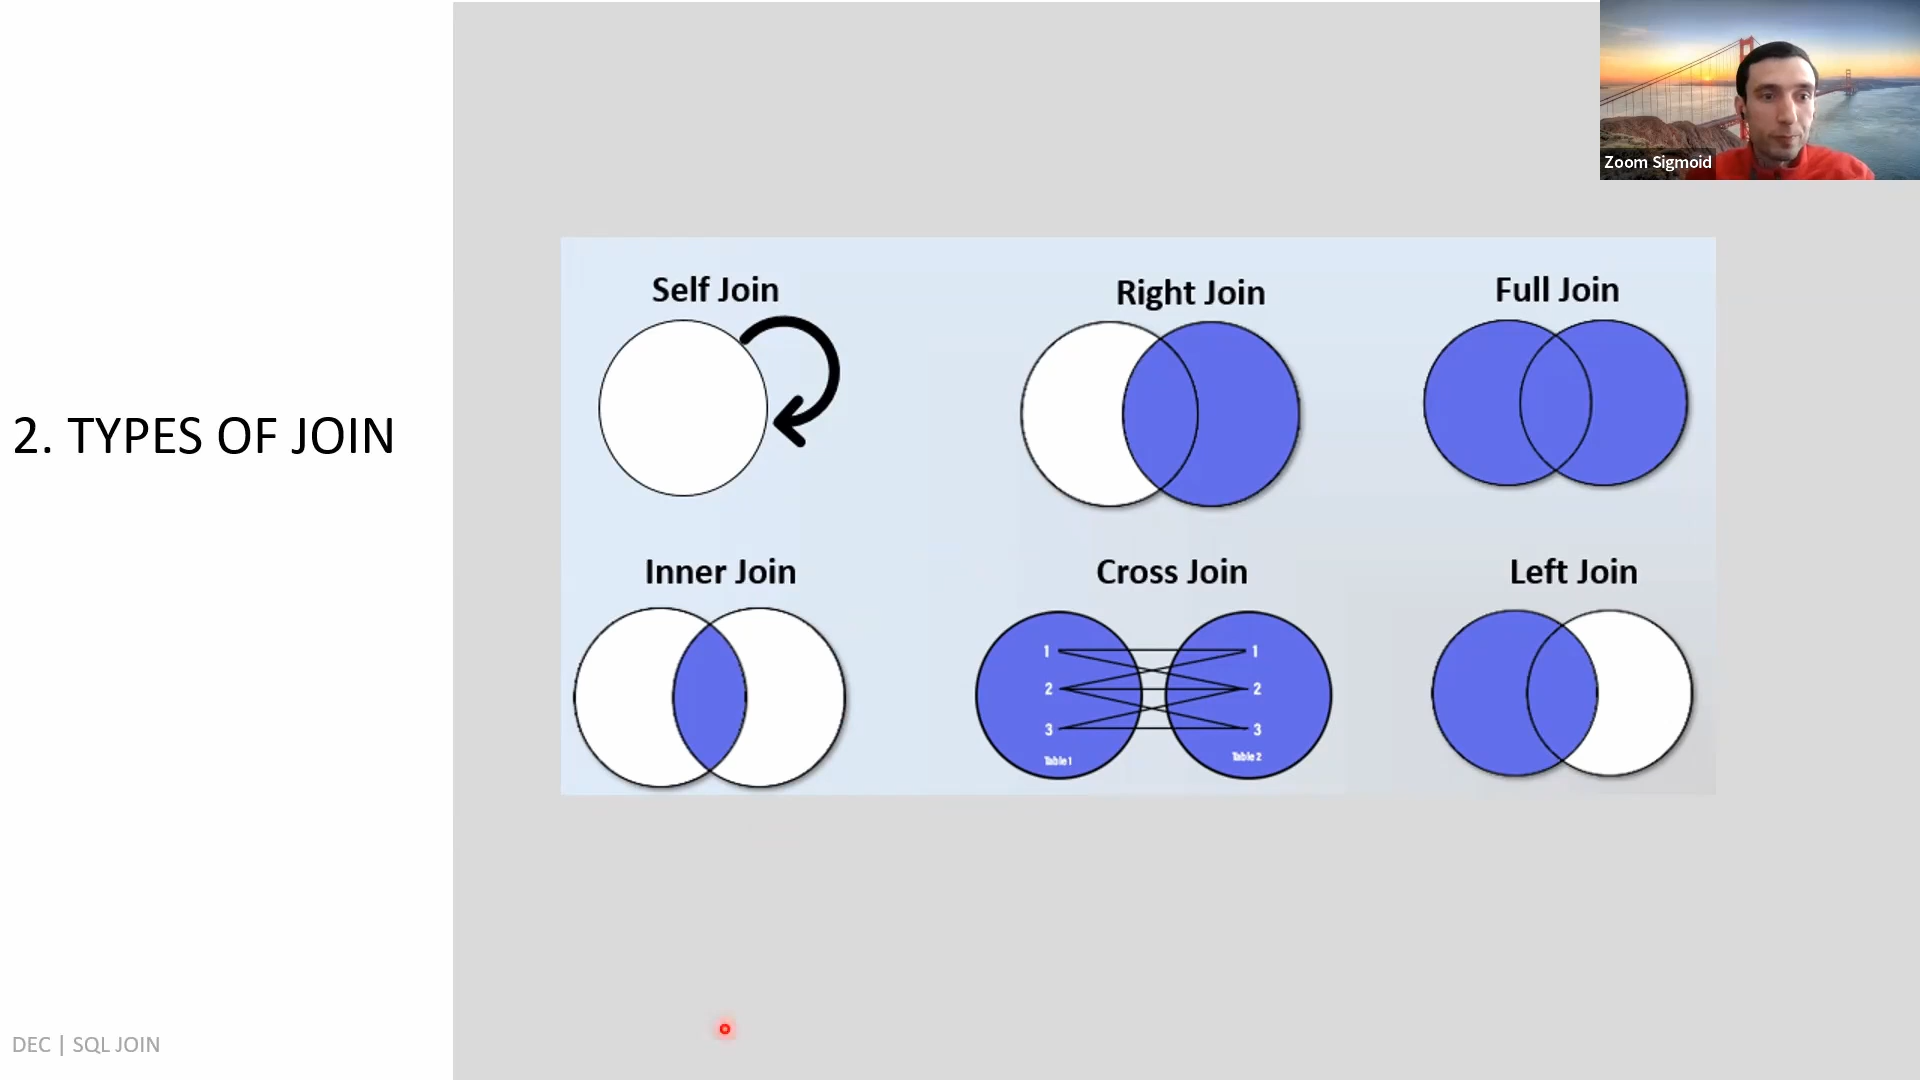 Zoom Sigmoid
2. TYPES OF JOIN
Self Join
Right Join
Full Join
Inner Join
Cross Join
Left Join
1
1
2
2
3
3
Table 1
Table 2
DEC | SQL JOIN